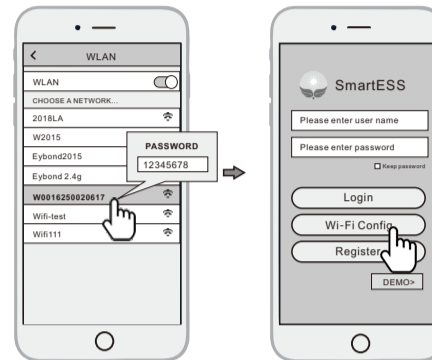 < WLAN
WLAN
CHOOSE A NETWORK...
2018LA
W2015
Eybond2015
Eybond 2.4g
W0016250020617
Wifi-test
Wifi111
PASSWORD
12345678
SmartESS
Please enter user name
Please enter password
Keep password
Login
Wi-Fi Config
Register
DEMO>